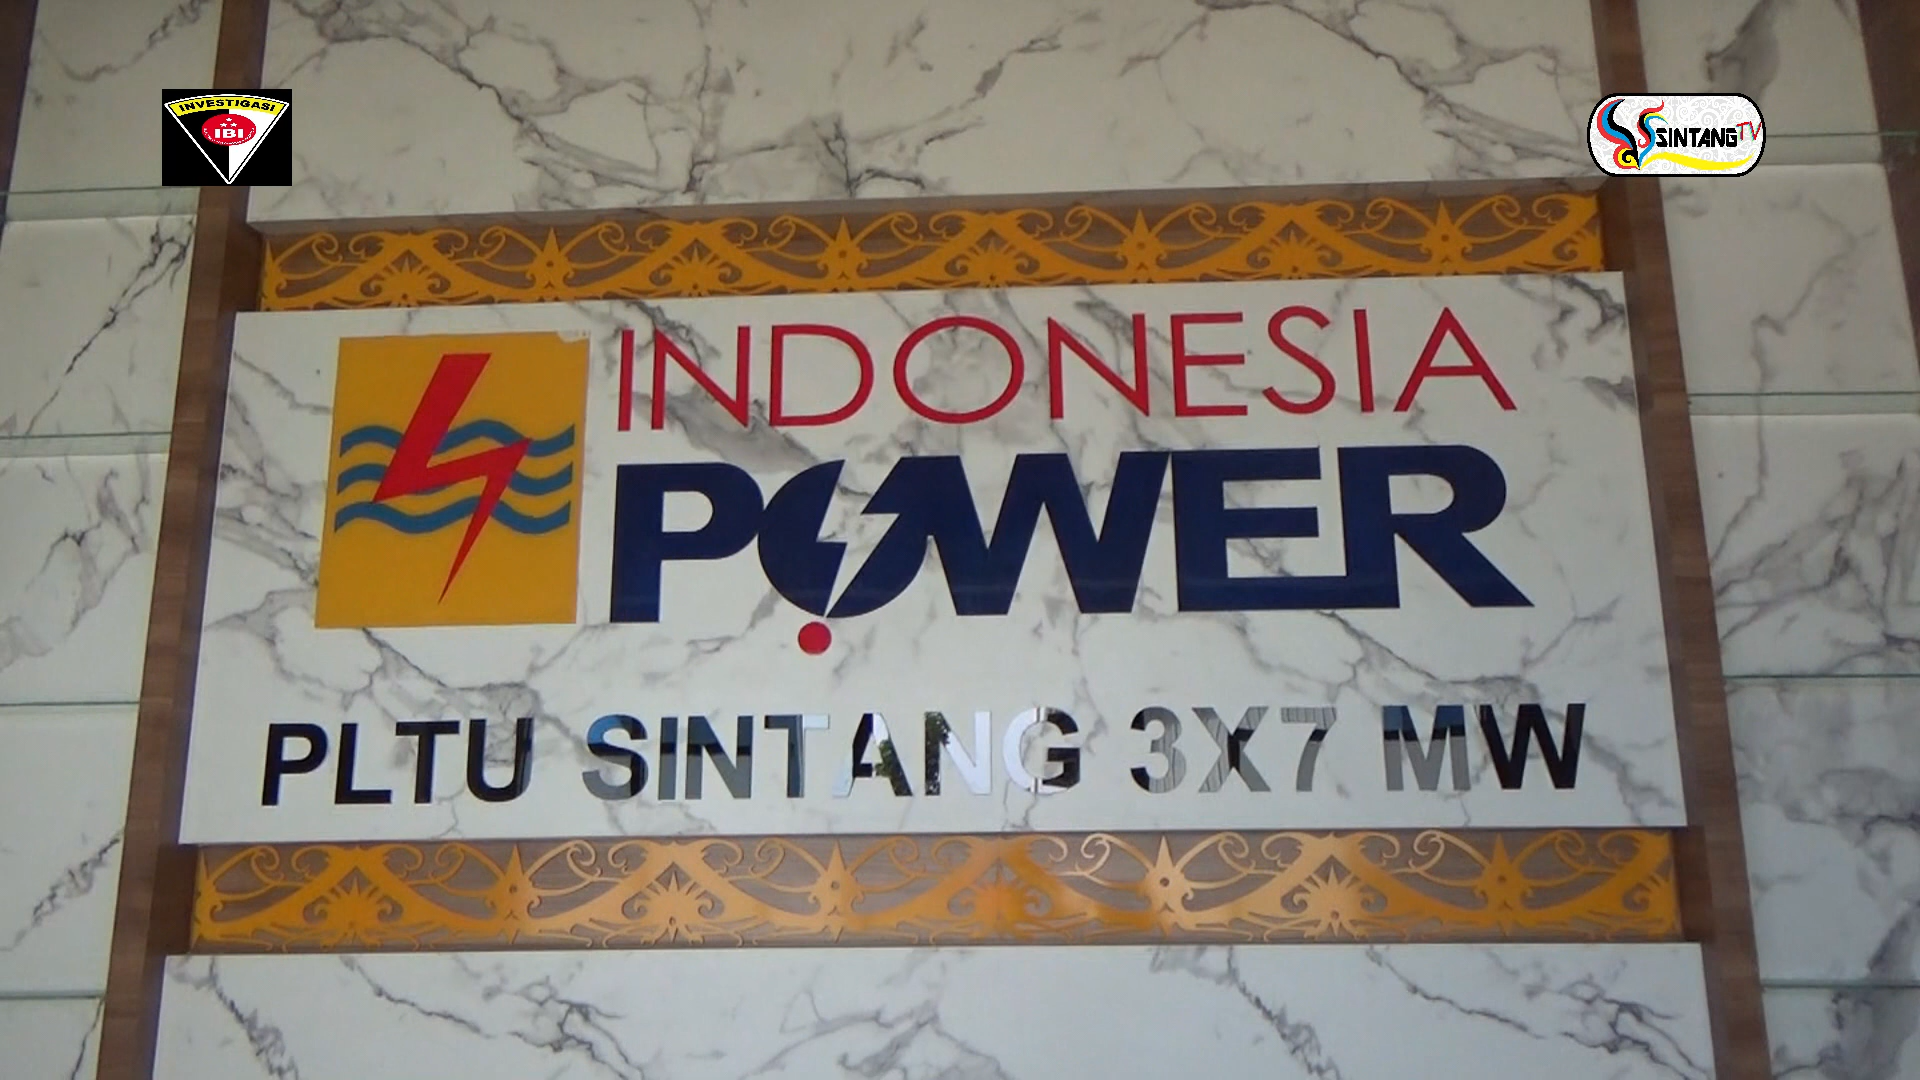 INVESTIGASI
IBI
SINTANG TV
INDONESIA
POWER
PLTU SINTANG 3X7 MW